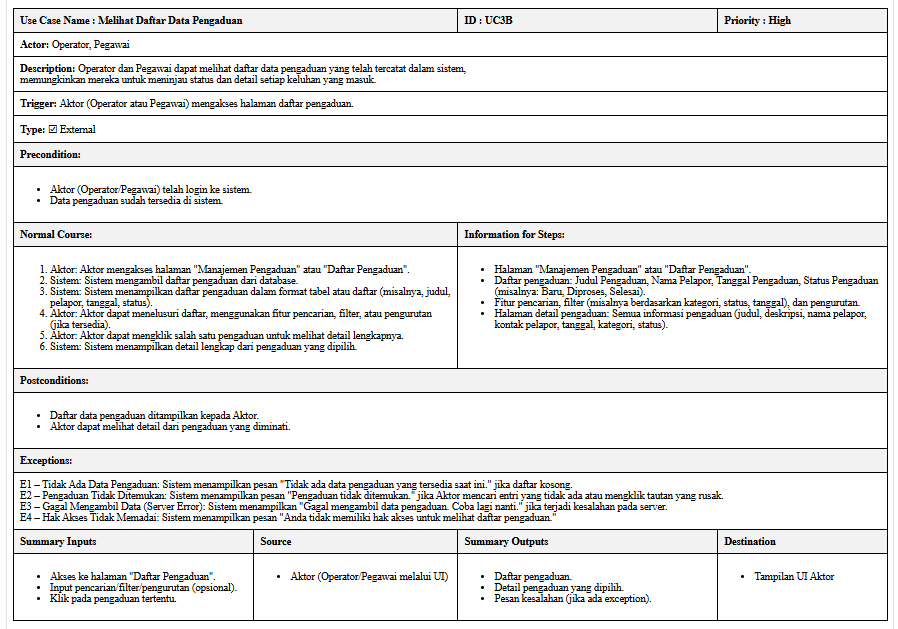 Use Case Name : Melihat Daftar Data Pengaduan
ID : UC3B
Priority : High
Actor: Operator, Pegawai
Description: Operator dan Pegawai dapat melihat daftar data pengaduan yang telah tercatat dalam sistem,
memungkinkan mereka untuk meninjau status dan detail setiap keluhan yang masuk.
Trigger: Aktor (Operator atau Pegawai) mengakses halaman daftar pengaduan.
Type: ☑ External
Precondition:
• Aktor (Operator/Pegawai) telah login ke sistem.
• Data pengaduan sudah tersedia di sistem.
Normal Course:
1. Aktor: Aktor mengakses halaman "Manajemen Pengaduan" atau "Daftar Pengaduan".
2. Sistem: Sistem mengambil daftar pengaduan dari database.
3. Sistem: Sistem menampilkan daftar pengaduan dalam format tabel atau daftar (misalnya, judul,
pelapor, tanggal, status).
4. Aktor: Aktor dapat menelusuri daftar, menggunakan fitur pencarian, filter, atau pengurutan
(jika tersedia).
5. Aktor: Aktor dapat mengklik salah satu pengaduan untuk melihat detail lengkapnya.
6. Sistem: Sistem menampilkan detail lengkap dari pengaduan yang dipilih.
Information for Steps:
• Halaman "Manajemen Pengaduan" atau "Daftar Pengaduan".
• Daftar pengaduan: Judul Pengaduan, Nama Pelapor, Tanggal Pengaduan, Status Pengaduan
(misalnya: Baru, Diproses, Selesai).
• Fitur pencarian, filter (misalnya berdasarkan kategori, status, tanggal), dan pengurutan.
• Halaman detail pengaduan: Semua informasi pengaduan (judul, deskripsi, nama pelapor,
kontak pelapor, tanggal, kategori, status).
Postconditions:
• Daftar data pengaduan ditampilkan kepada Aktor.
• Aktor dapat melihat detail dari pengaduan yang diminati.
Exceptions:
E1 – Tidak Ada Data Pengaduan: Sistem menampilkan pesan "Tidak ada data pengaduan yang tersedia saat ini." jika daftar kosong.
E2 – Pengaduan Tidak Ditemukan: Sistem menampilkan pesan "Pengaduan tidak ditemukan." jika Aktor mencari entri yang tidak ada atau mengklik tautan yang rusak.
E3 – Gagal Mengambil Data (Server Error): Sistem menampilkan "Gagal mengambil data pengaduan. Coba lagi nanti." jika terjadi kesalahan pada server.
E4 – Hak Akses Tidak Memadai: Sistem menampilkan pesan "Anda tidak memiliki hak akses untuk melihat daftar pengaduan."
Summary Inputs
Source
Summary Outputs
Destination
• Akses ke halaman "Daftar Pengaduan".
• Input pencarian/filter/pengurutan (opsional).
• Klik pada pengaduan tertentu.
• Aktor (Operator/Pegawai melalui UI)
• Daftar pengaduan.
• Detail pengaduan yang dipilih.
• Pesan kesalahan (jika ada exception).
• Tampilan UI Aktor